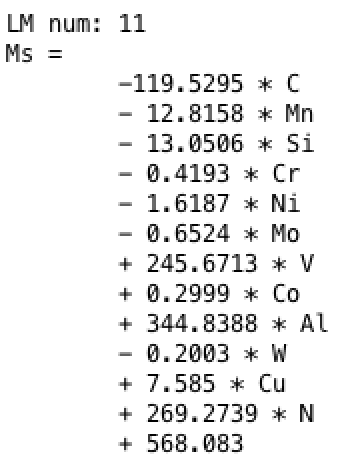 LM num: 11
Ms =
-119.5295 * C
- 12.8158 * Mn
- 13.0506 * Si
- 0.4193 * Cr
- 1.6187 * Ni
- 0.6524 * Mo
+ 245.6713 * V
+ 0.2999 * Co
+ 344.8388 * Al
- 0.2003 * W
+ 7.585 * Cu
+ 269.2739 * N
+ 568.083